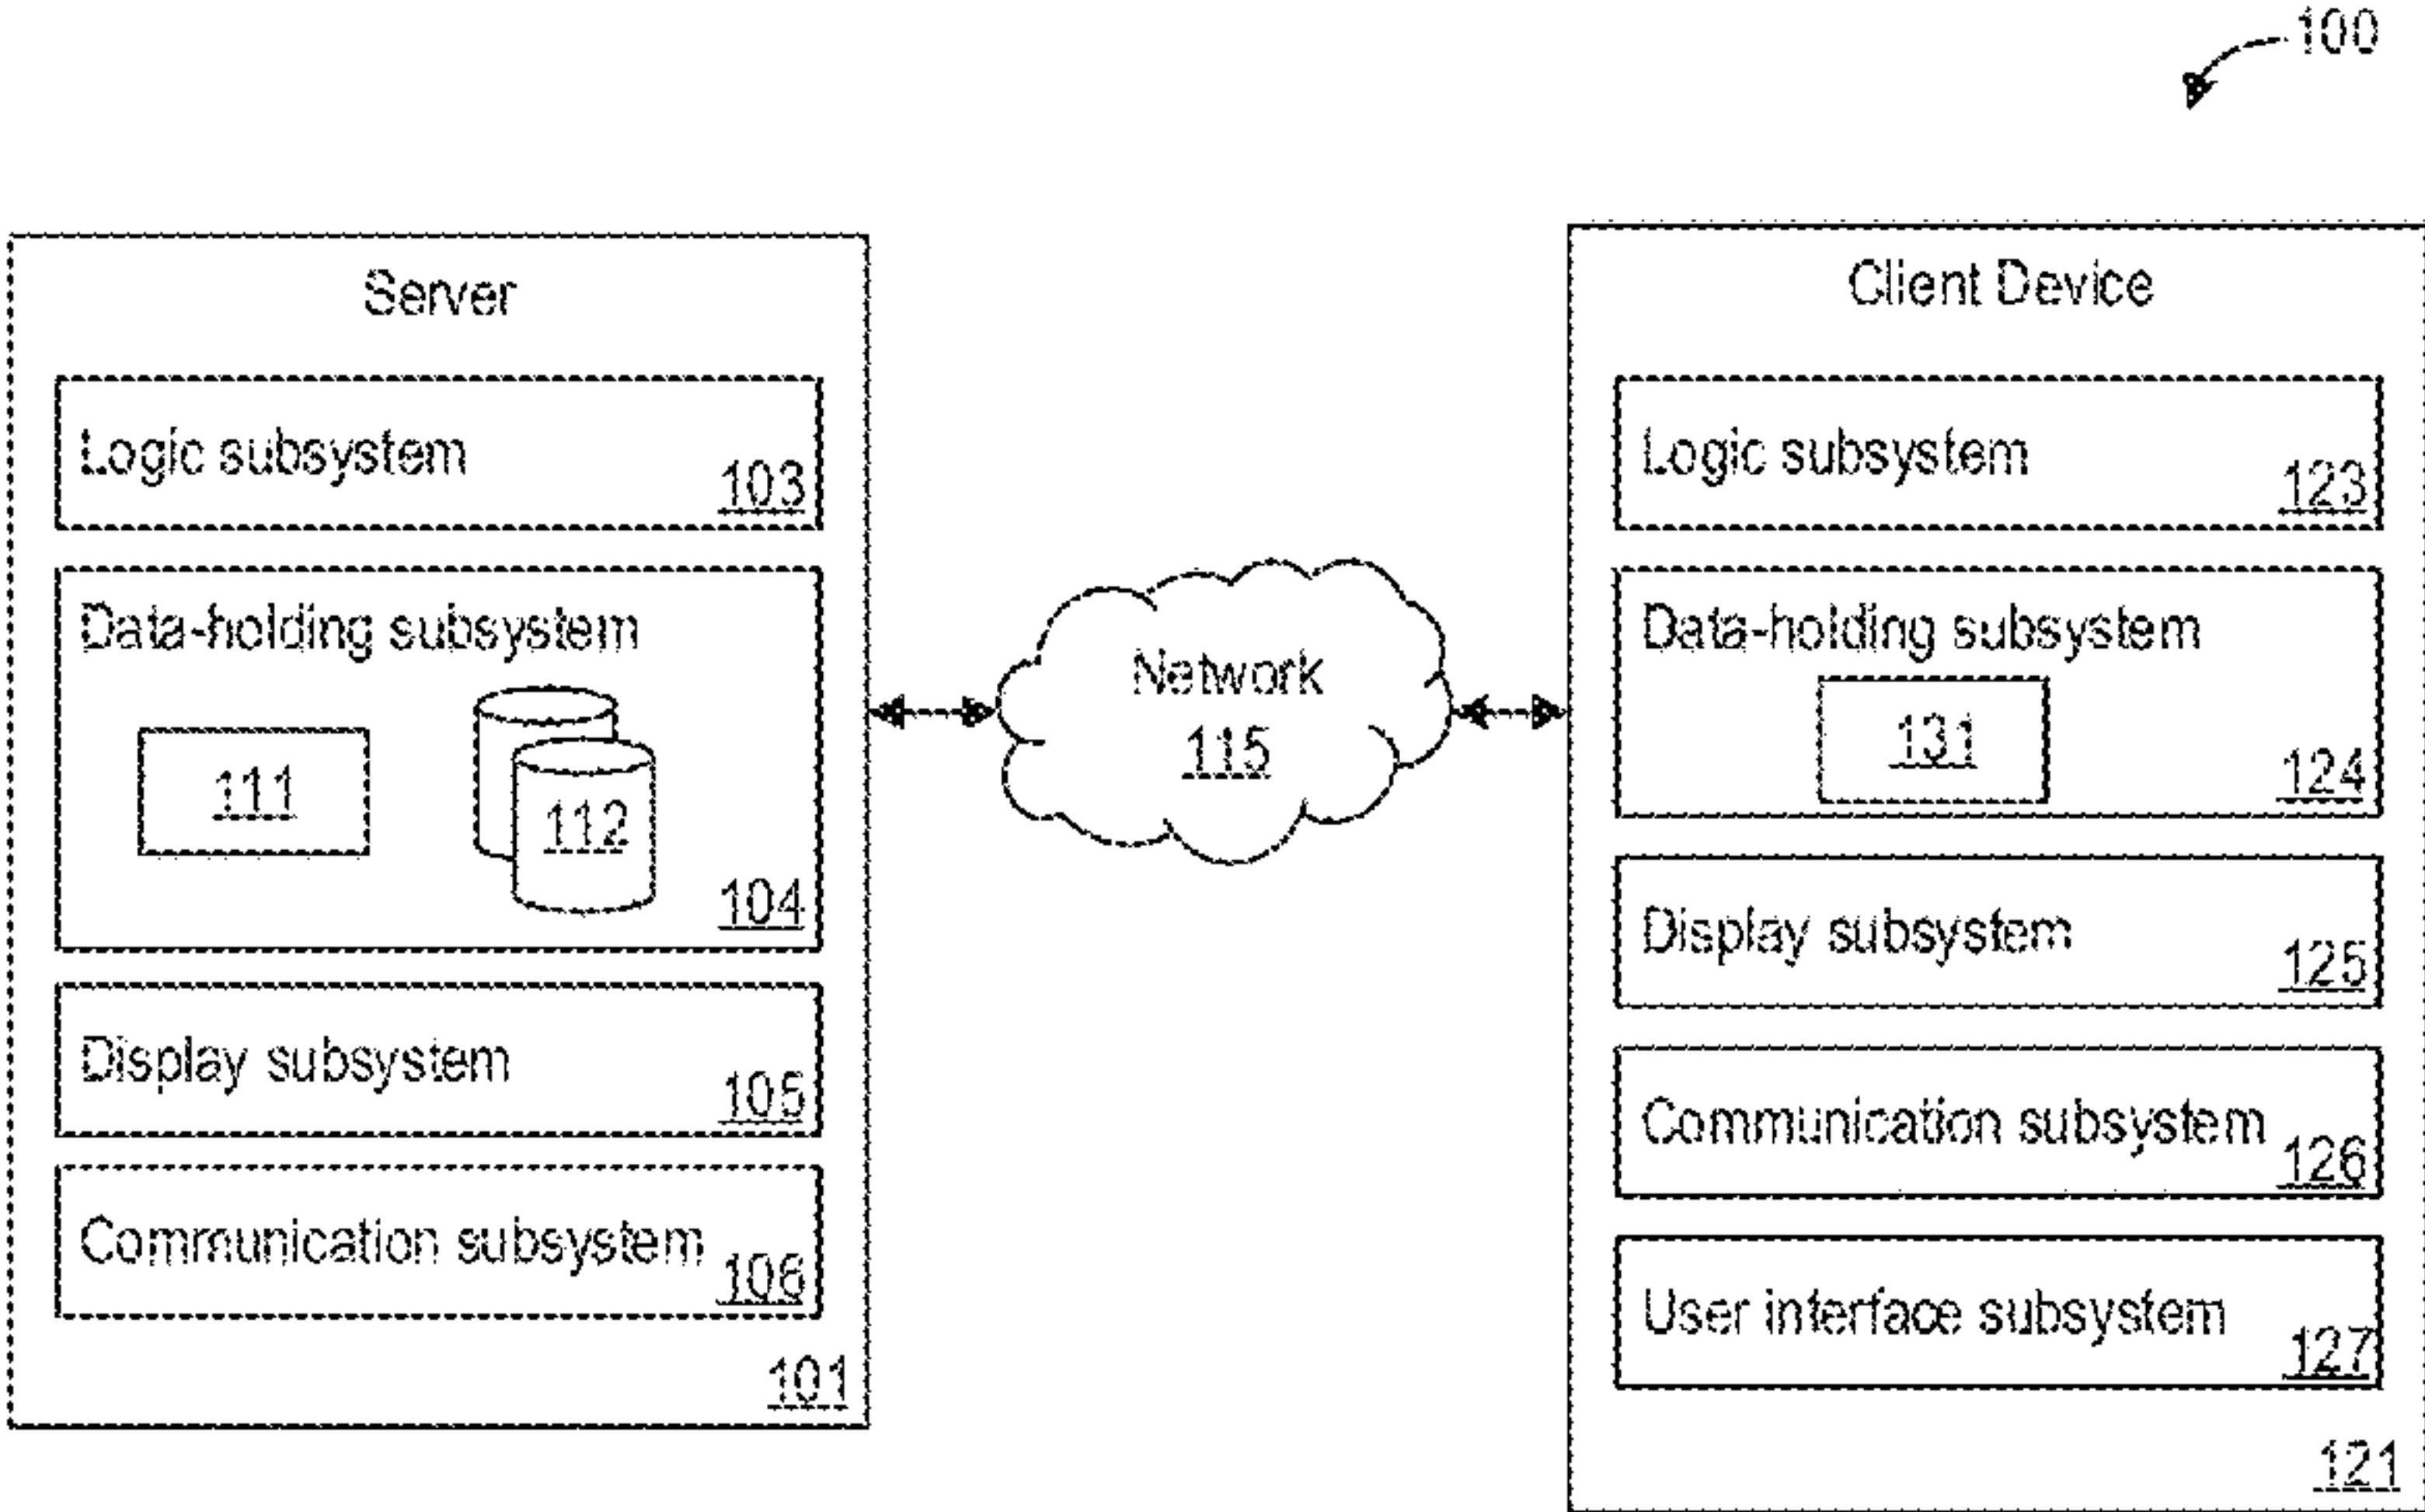 100
Server
Logic subsystem
103
Data-holding subsystem
111
112
104
Display subsystem
105
Communication subsystem
106
101
Network
115
Client Device
Logic subsystem
123
Data-holding subsystem
131
124
Display subsystem
125
Communication subsystem
126
User interface subsystem
127
121